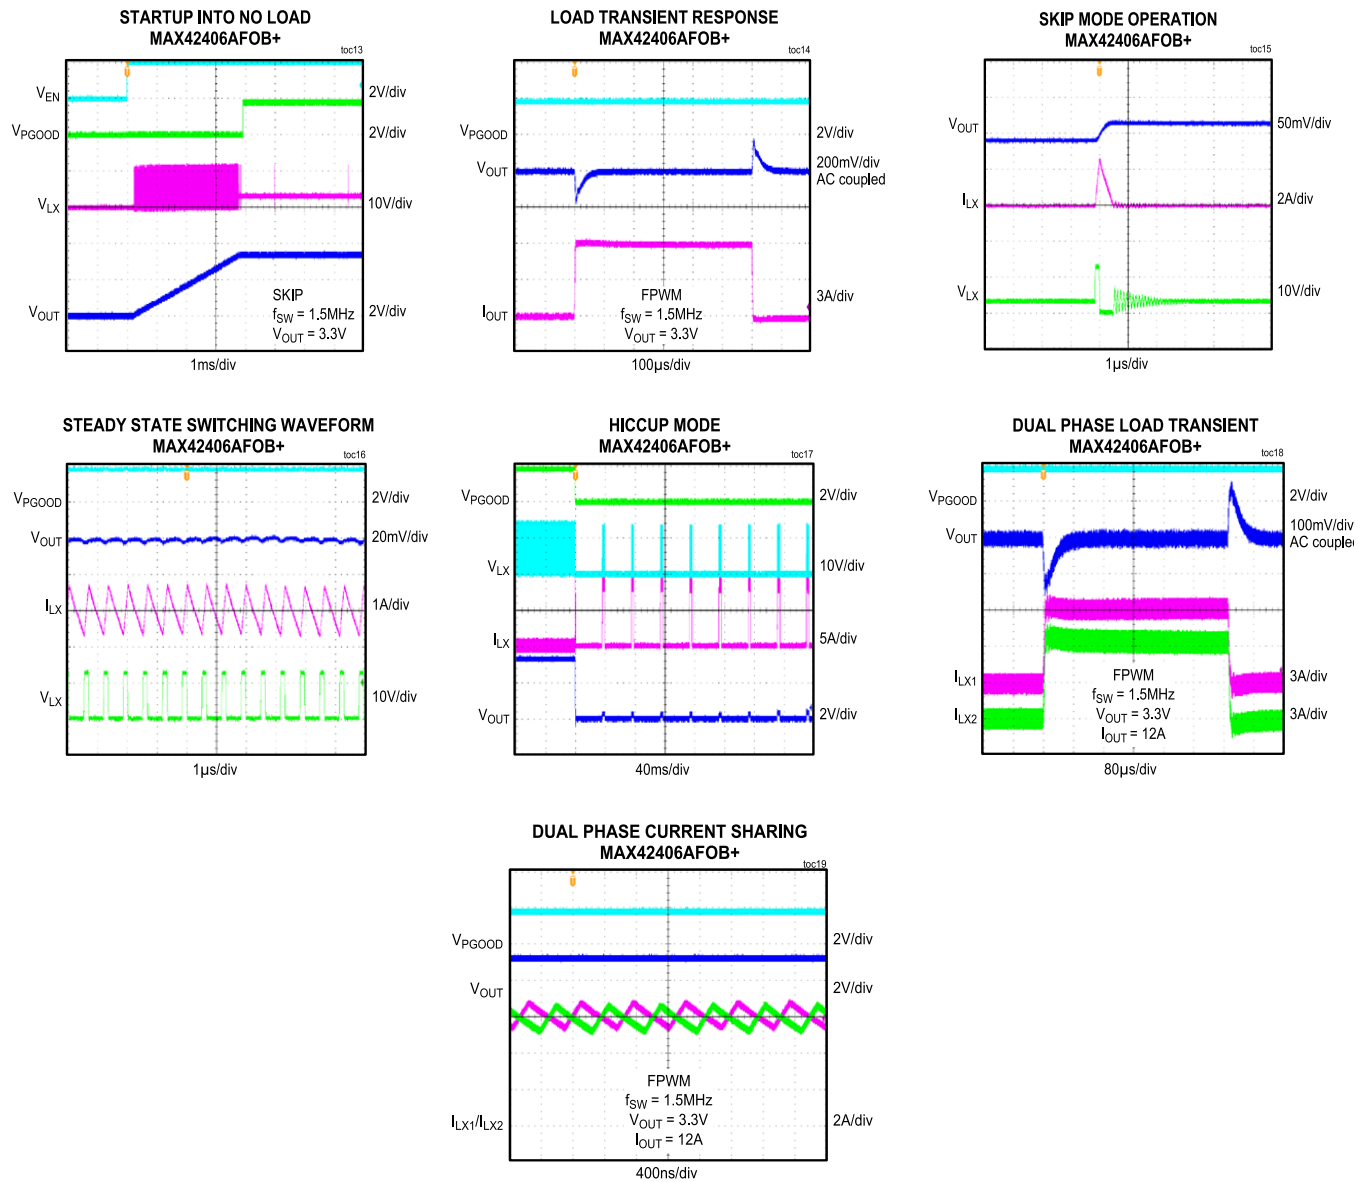 STARTUP INTO NO LOAD
MAX42406AFOB+
toc13
VEN
2V/div
VPGOOD
2V/div
VLX
10V/div
SKIP
fSW = 1.5MHz
VOUT = 3.3V
VOUT
2V/div
1ms/div
LOAD TRANSIENT RESPONSE
MAX42406AFOB+
toc14
VPGOOD
2V/div
VOUT
200mV/div
AC coupled
FPWM
fSW = 1.5MHz
VOUT = 3.3V
IOUT
3A/div
100µs/div
SKIP MODE OPERATION
MAX42406AFOB+
toc15
VOUT
50mV/div
ILX
2A/div
VLX
10V/div
1µs/div
STEADY STATE SWITCHING WAVEFORM
MAX42406AFOB+
toc16
VPGOOD
2V/div
VOUT
20mV/div
ILX
1A/div
VLX
10V/div
1µs/div
HICCUP MODE
MAX42406AFOB+
toc17
VPGOOD
2V/div
VLX
10V/div
ILX
5A/div
VOUT
2V/div
40ms/div
DUAL PHASE LOAD TRANSIENT
MAX42406AFOB+
toc18
VPGOOD
2V/div
VOUT
100mV/div
AC coupled
FPWM
fSW = 1.5MHz
VOUT = 3.3V
IOUT = 12A
ILX1
3A/div
ILX2
3A/div
80µs/div
DUAL PHASE CURRENT SHARING
MAX42406AFOB+
toc19
VPGOOD
2V/div
VOUT
2V/div
FPWM
fSW = 1.5MHz
VOUT = 3.3V
IOUT = 12A
ILX1/ILX2
2A/div
400ns/div